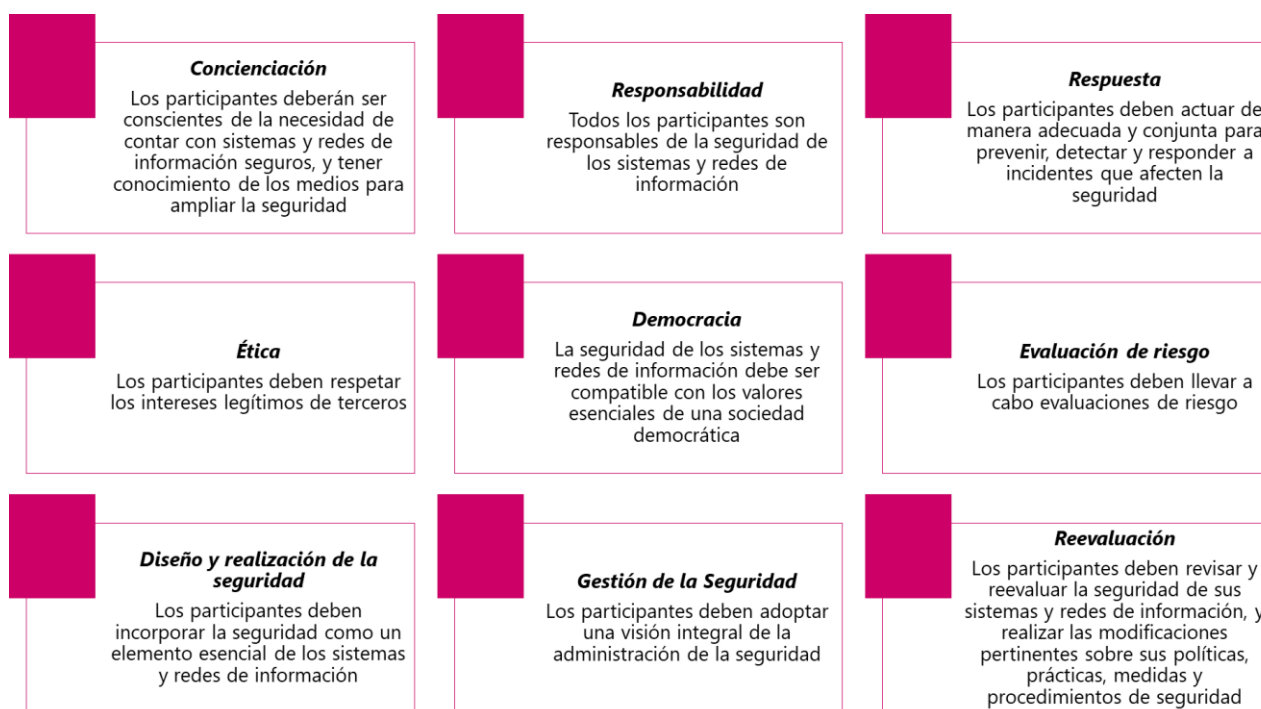 Concienciación
Los participantes deberán ser
conscientes de la necesidad de
contar con sistemas y redes de
información seguros, y tener
conocimiento de los medios para
ampliar la seguridad
Responsabilidad
Todos los participantes son
responsables de la seguridad de
los sistemas y redes de
información
Respuesta
Los participantes deben actuar de
manera adecuada y conjunta para
prevenir, detectar y responder a
incidentes que afecten la
seguridad
Ética
Los participantes deben respetar
los intereses legítimos de terceros
Democracia
La seguridad de los sistemas y
redes de información debe ser
compatible con los valores
esenciales de una sociedad
democrática
Evaluación de riesgo
Los participantes deben llevar a
cabo evaluaciones de riesgo
Diseño y realización de la
seguridad
Los participantes deben
incorporar la seguridad como un
elemento esencial de los sistemas
y redes de información
Gestión de la Seguridad
Los participantes deben adoptar
una visión integral de la
administración de la seguridad
Reevaluación
Los participantes deben revisar y
reevaluar la seguridad de sus
sistemas y redes de información, y
realizar las modificaciones
pertinentes sobre sus políticas,
prácticas, medidas y
procedimientos de seguridad